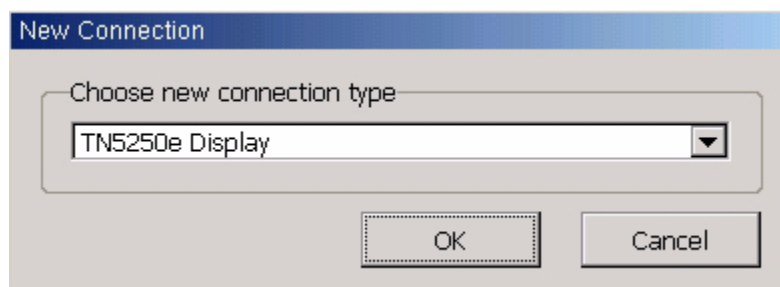 New Connection
Choose new connection type
TN5250e Display
OK
Cancel